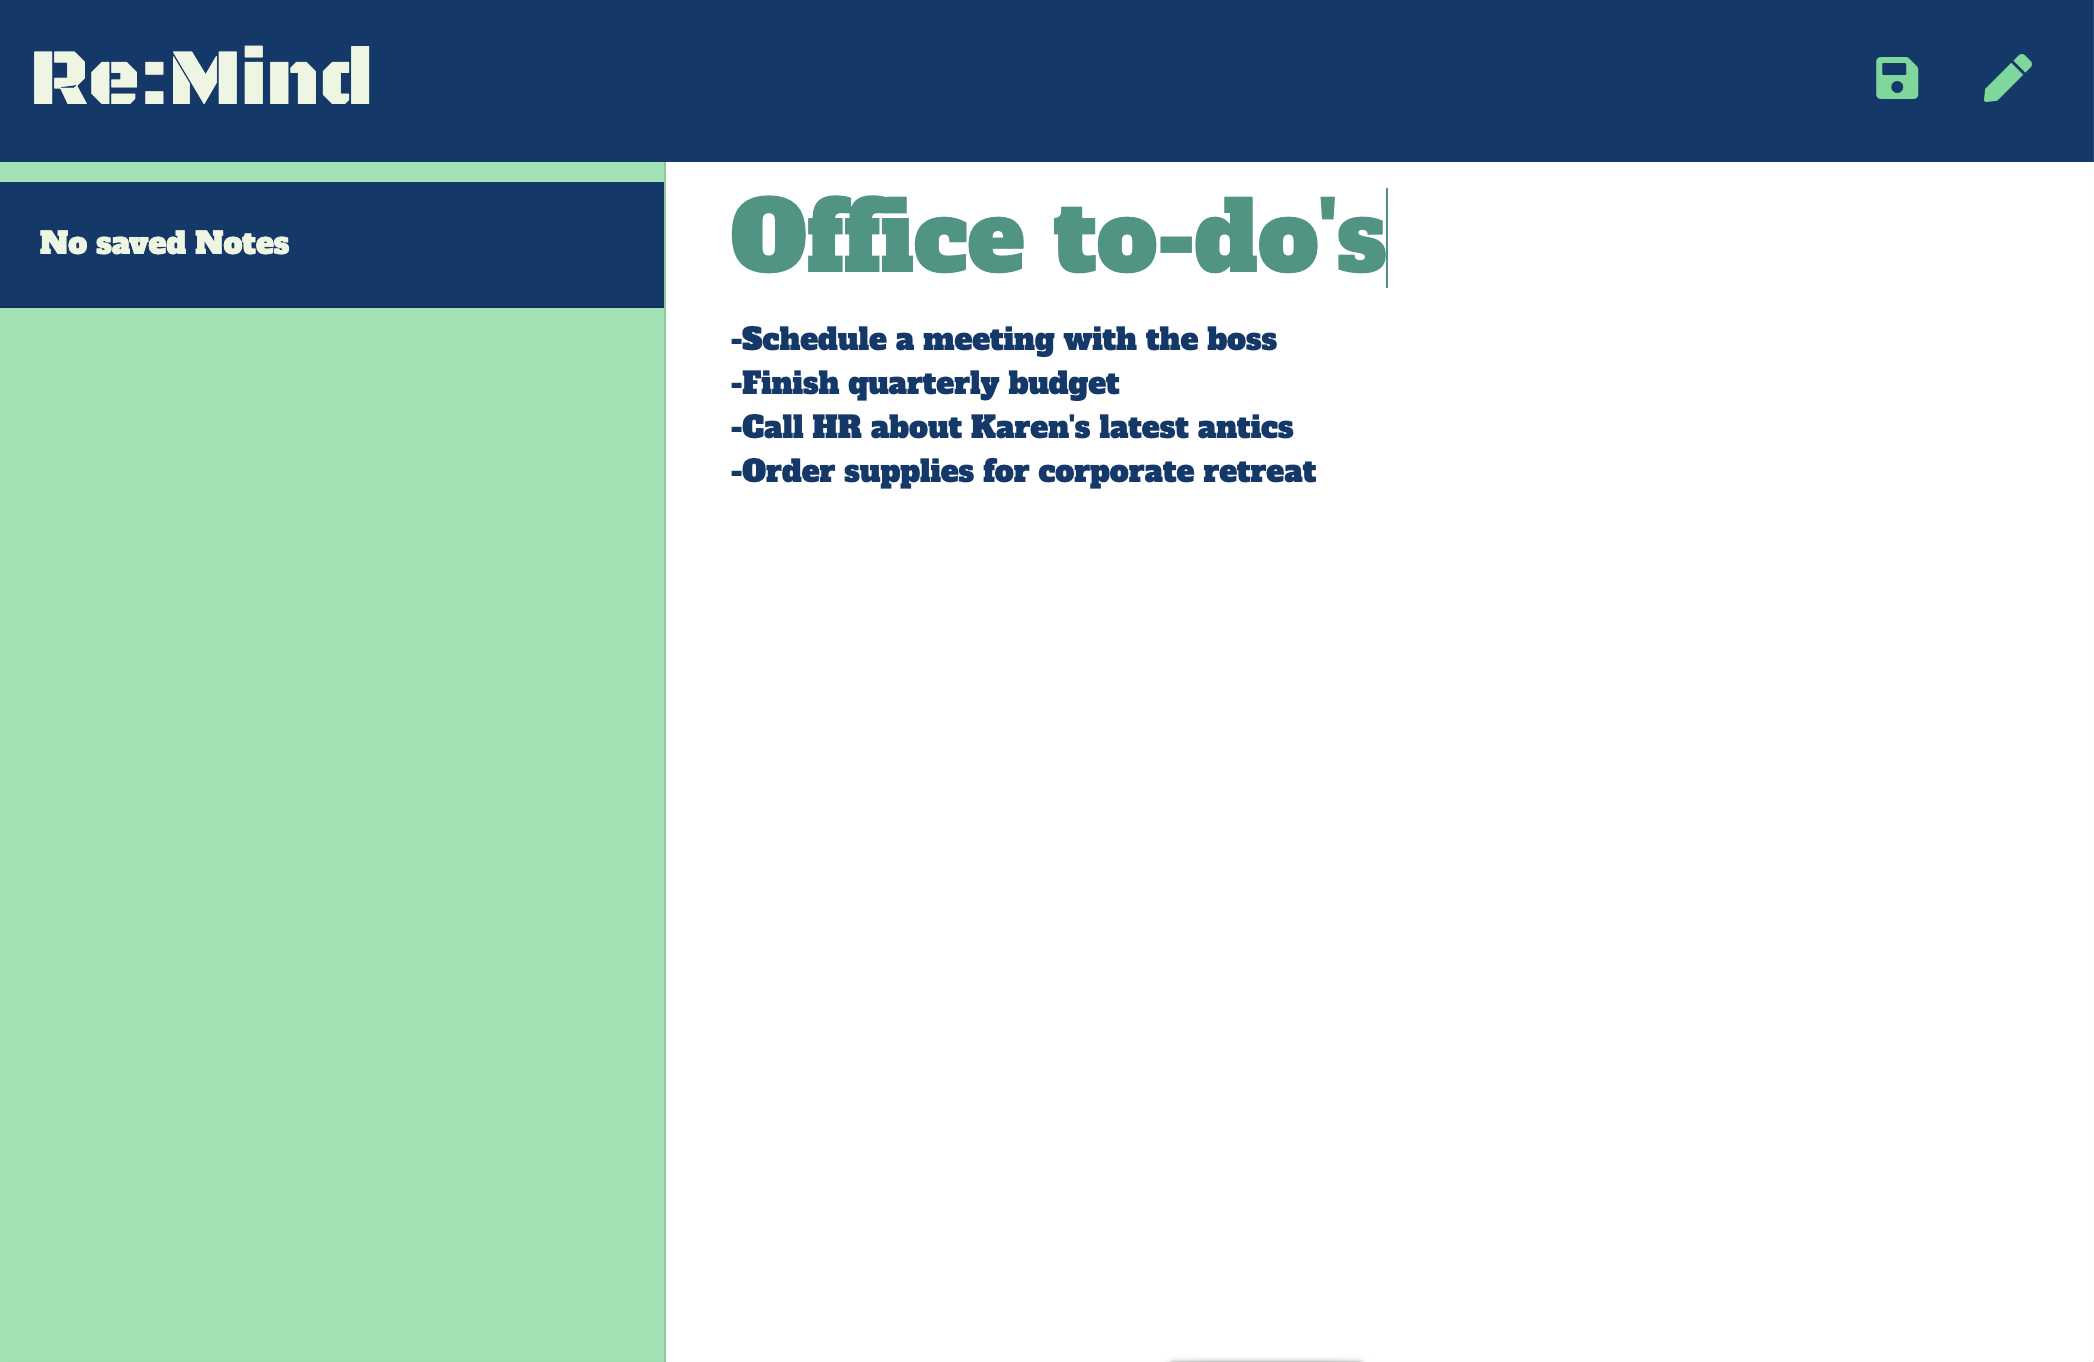 Re:Mind
No saved Notes
Office to-do's
-Schedule a meeting with the boss
-Finish quarterly budget
-Call HR about Karen's latest antics
-Order supplies for corporate retreat